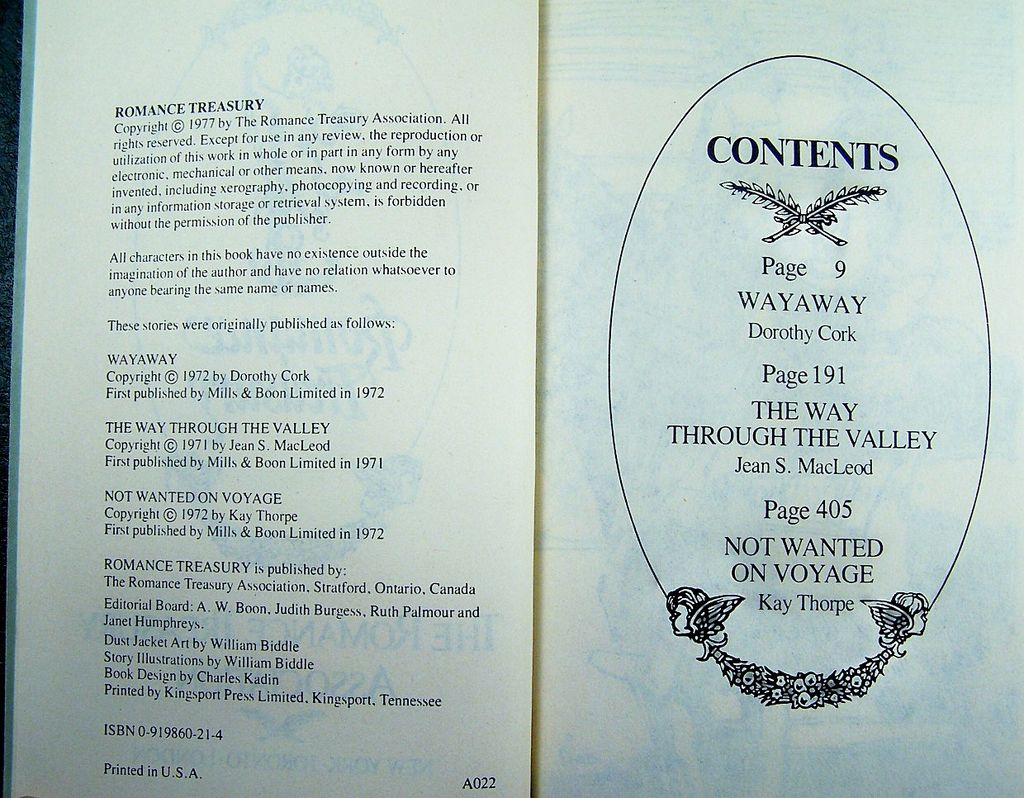 ROMANCE TREASURY
Copyright © 1977 by The Romance Treasury Association. All
rights reserved. Except for use in any review, the reproduction or
utilization of this work in whole or in part in any form by any
electronic, mechanical or other means, now known or hereafter
invented, including xerography, photocopying and recording, or
in any information storage or retrieval system, is forbidden
without the permission of the publisher.
All characters in this book have no existence outside the
imagination of the author and have no relation whatsoever to
anyone bearing the same name or names.
These stories were originally published as follows:
WAYAWAY
Copyright © 1972 by Dorothy Cork
First published by Mills & Boon Limited in 1972
THE WAY THROUGH THE VALLEY
Copyright © 1971 by Jean S. MacLeod
First published by Mills & Boon Limited in 1971
NOT WANTED ON VOYAGE
Copyright © 1972 by Kay Thorpe
First published by Mills & Boon Limited in 1972
ROMANCE TREASURY is published by:
The Romance Treasury Association, Stratford, Ontario, Canada
Editorial Board: A. W. Boon, Judith Burgess, Ruth Palmour and
Janet Humphreys.
Dust Jacket Art by William Biddle
Story Illustrations by William Biddle
Book Design by Charles Kadin
Printed by Kingsport Press Limited, Kingsport, Tennessee
ISBN 0-919860-21-4
Printed in U.S.A.
A022
CONTENTS
Page 9
WAYAWAY
Dorothy Cork
Page 191
THE WAY
THROUGH THE VALLEY
Jean S. MacLeod
Page 405
NOT WANTED
ON VOYAGE
Kay Thorpe